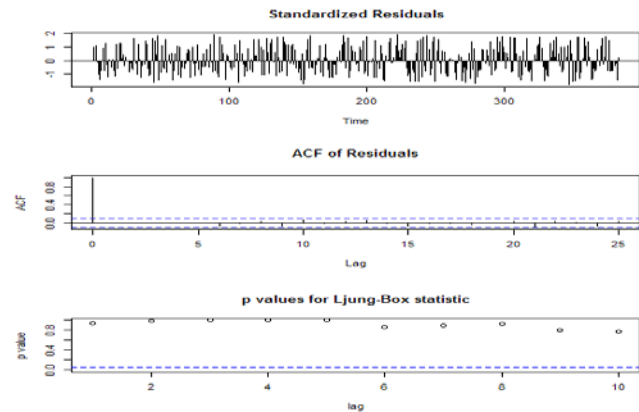 Standardized Residuals
-1 0 1 2
0 100 200 300
Time
ACF of Residuals
ACF
0.0 0.4 0.8
0 5 10 15 20 25
Lag
p values for Ljung-Box statistic
p value
0.0 0.4 0.8
2 4 6 8 10
lag